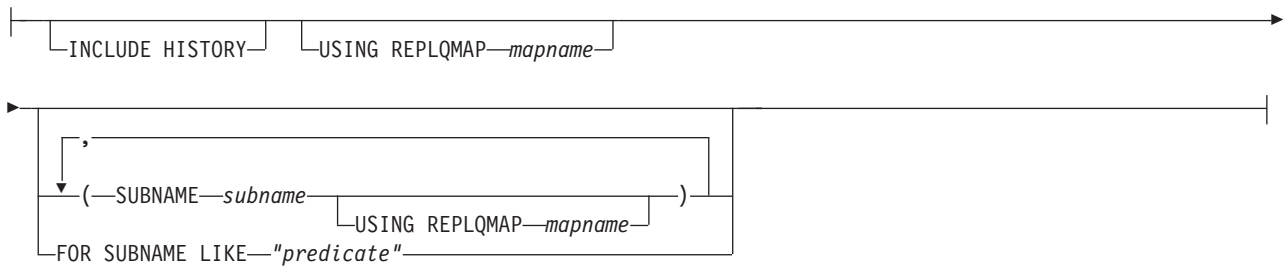 INCLUDE HISTORY USING REPLQMAP mapname
,
( SUBNAME subname )
USING REPLQMAP mapname
FOR SUBNAME LIKE "predicate"